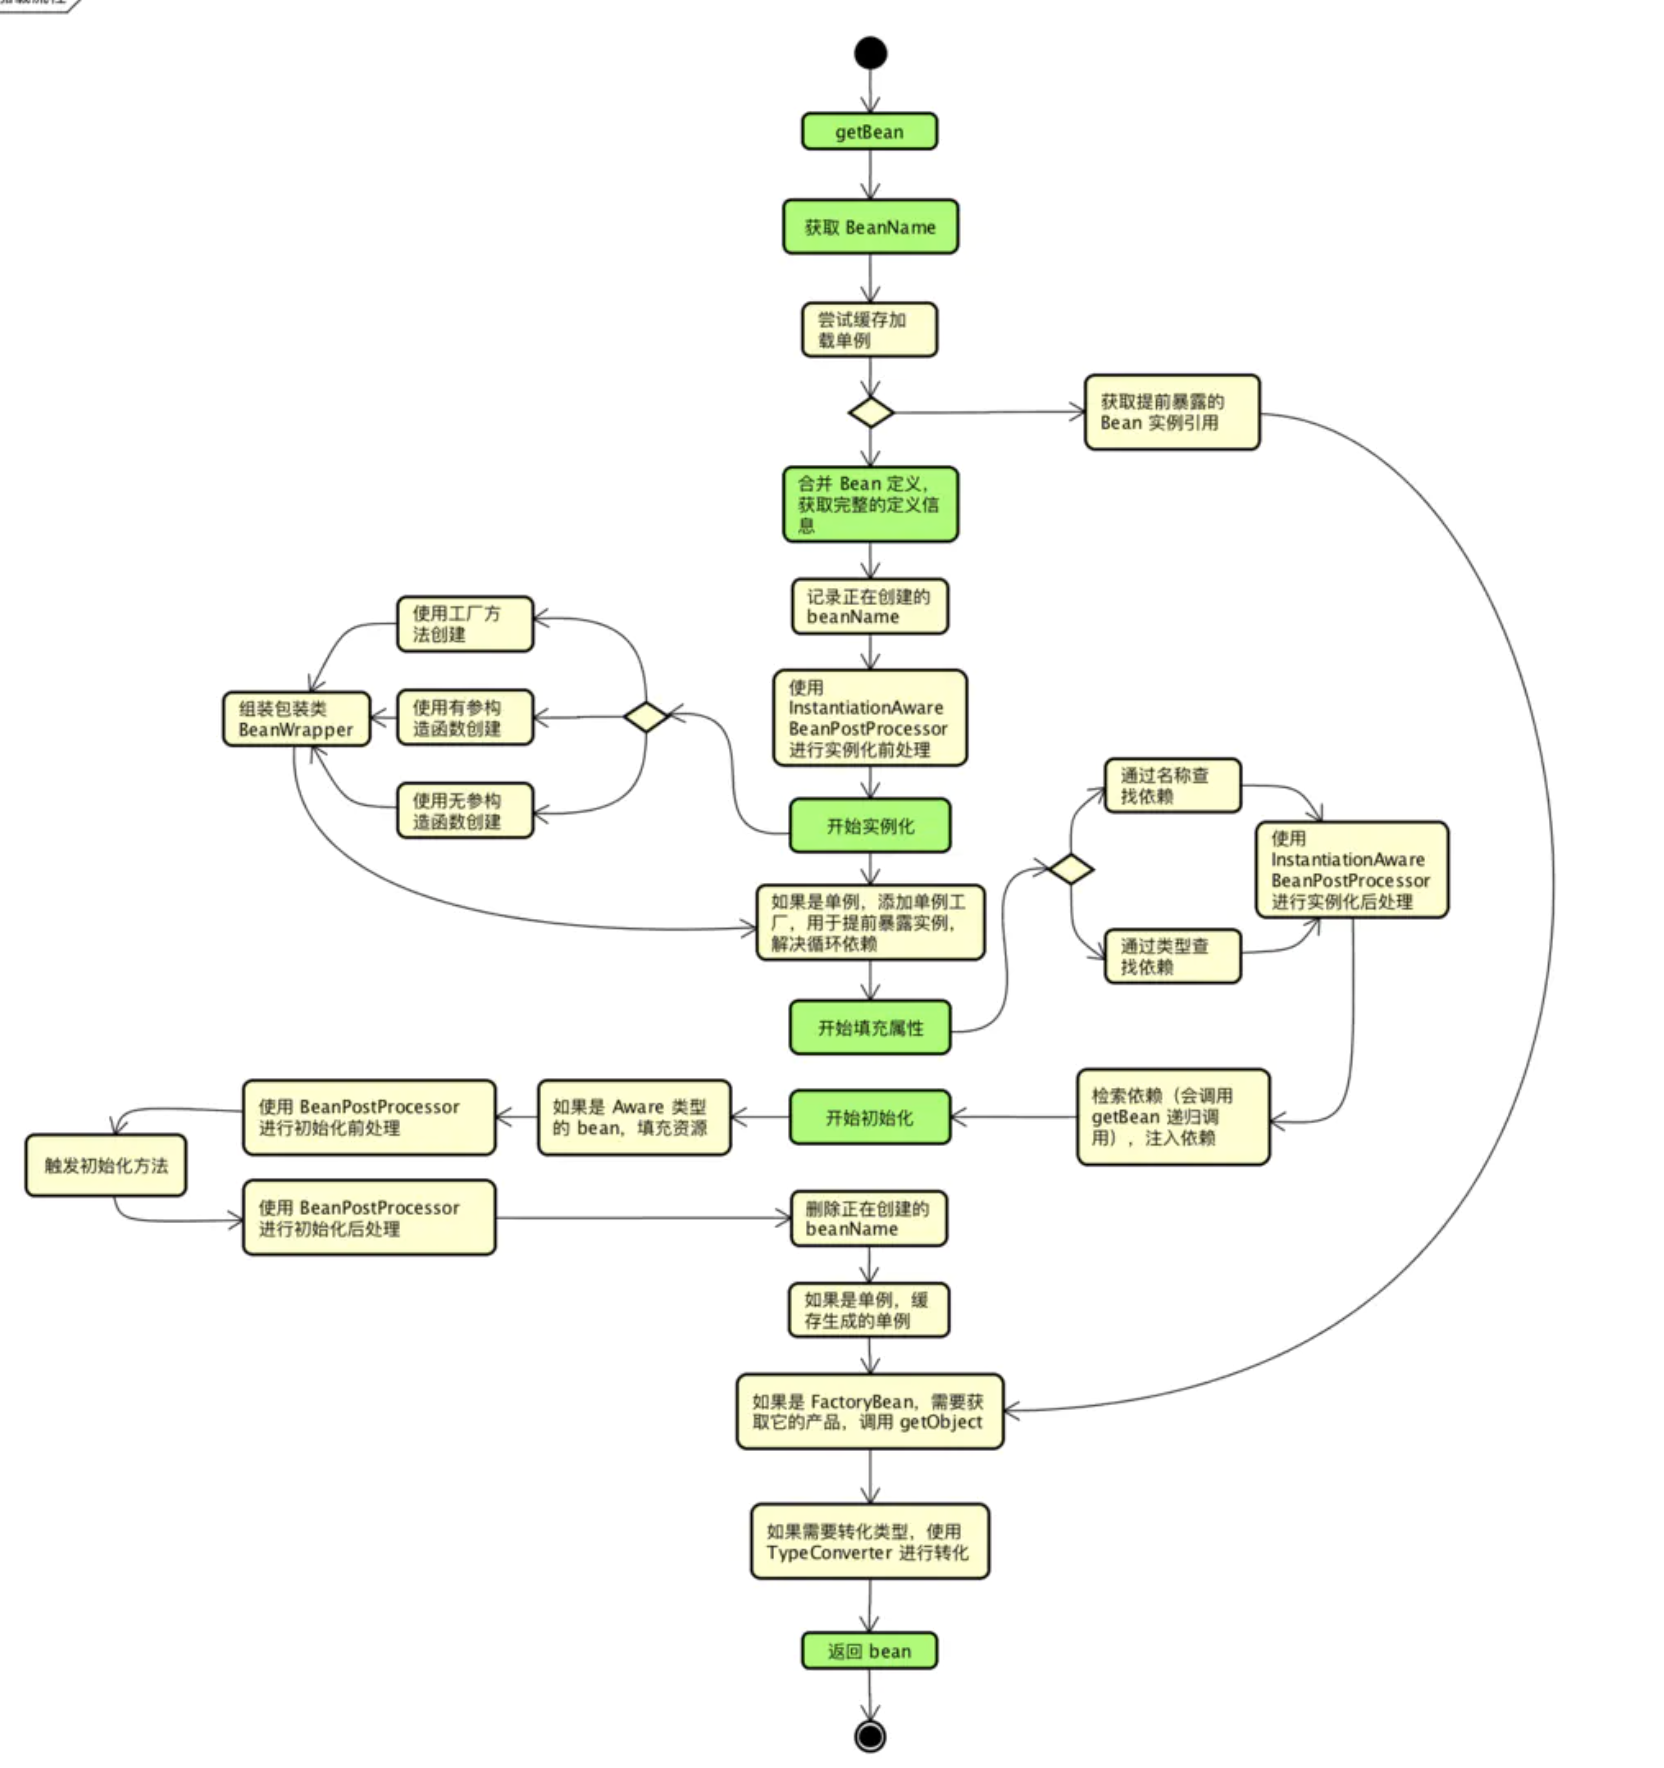 getBean
获取 BeanName
尝试缓存加
载单例
获取提前暴露的
Bean 实例引用
合并 Bean 定义，
获取完整的定义信
息
记录正在创建的
beanName
使用工厂方
法创建
使用
InstantiationAware
BeanPostProcessor
进行实例化前处理
组装包装类
BeanWrapper
使用有参构
造函数创建
使用无参构
造函数创建
开始实例化
通过名称查
找依赖
使用
InstantiationAware
BeanPostProcessor
进行实例化后处理
如果是单例，添加单例工
厂，用于提前暴露实例，
解决循环依赖
通过类型查
找依赖
开始填充属性
检索依赖（会调用
getBean 递归调
用），注入依赖
开始初始化
如果是 Aware 类型
的 bean，填充资源
使用 BeanPostProcessor
进行初始化前处理
触发初始化方法
使用 BeanPostProcessor
进行初始化后处理
删除正在创建的
beanName
如果是单例，缓
存生成的单例
如果是 FactoryBean，需要获
取它的产品，调用 getObject
如果需要转化类型，使用
TypeConverter 进行转化
返回 bean